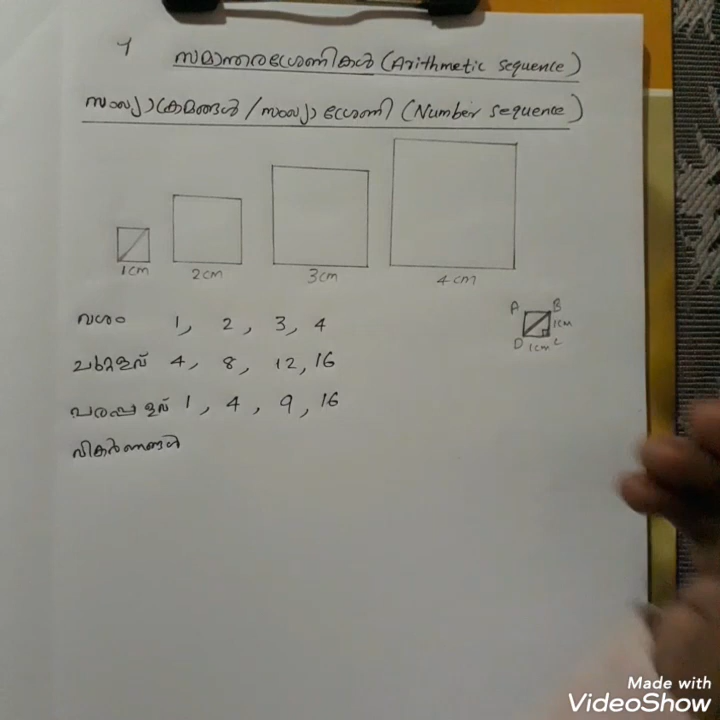 1
സമാന്തരശ്രേണികൾ (Arithmetic sequence)
സംഖ്യാക്രമങ്ങൾ / സംഖ്യാ ശ്രേണി (Number sequence)
1cm 2cm 3cm 4cm
വശം 1, 2, 3, 4
ചുറ്റളവ് 4, 8, 12, 16
പരപ്പളവ് 1, 4, 9, 16
വികർണങ്ങൾ
A B
1cm
D 1cm C
Made with
VideoShow